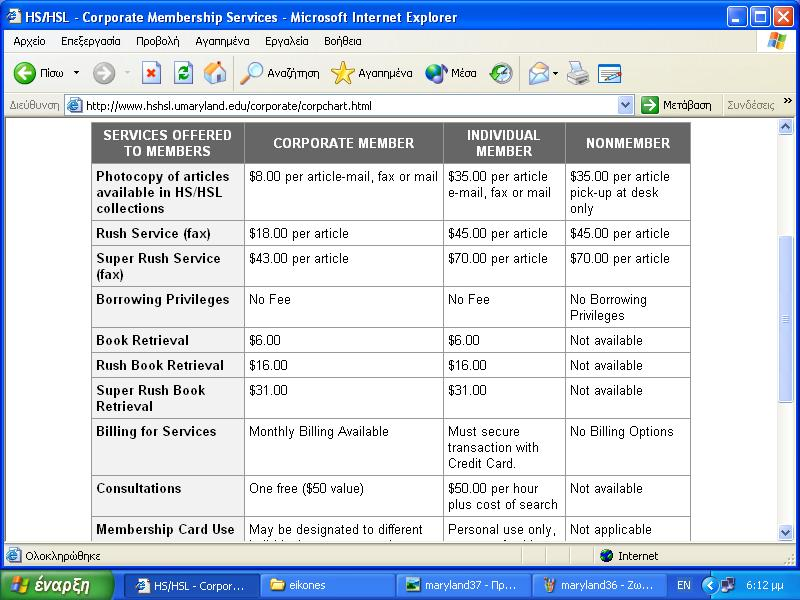 HS/HSL - Corporate Membership Services - Microsoft Internet Explorer
Αρχείο Επεξεργασία Προβολή Αγαπημένα Εργαλεία Βοήθεια
Πίσω Αναζήτηση Αγαπημένα Μέσα
Διεύθυνση http://www.hshsl.umaryland.edu/corporate/corpchart.html Μετάβαση Συνδέσεις »
SERVICES OFFERED TO MEMBERS CORPORATE MEMBER INDIVIDUAL MEMBER NONMEMBER
Photocopy of articles available in HS/HSL collections $8.00 per article-mail, fax or mail $35.00 per article e-mail, fax or mail $35.00 per article pick-up at desk only
Rush Service (fax) $18.00 per article $45.00 per article $45.00 per article
Super Rush Service (fax) $43.00 per article $70.00 per article $70.00 per article
Borrowing Privileges No Fee No Fee No Borrowing Privileges
Book Retrieval $6.00 $6.00 Not available
Rush Book Retrieval $16.00 $16.00 Not available
Super Rush Book Retrieval $31.00 $31.00 Not available
Billing for Services Monthly Billing Available Must secure transaction with Credit Card. No Billing Options
Consultations One free ($50 value) $50.00 per hour plus cost of search Not available
Membership Card Use May be designated to different Personal use only, Not applicable
Ολοκληρώθηκε Internet
έναρξη HS/HSL - Corpor... eikones maryland37 - Πρ... maryland36 - Ζω... EN 6:12 μμ